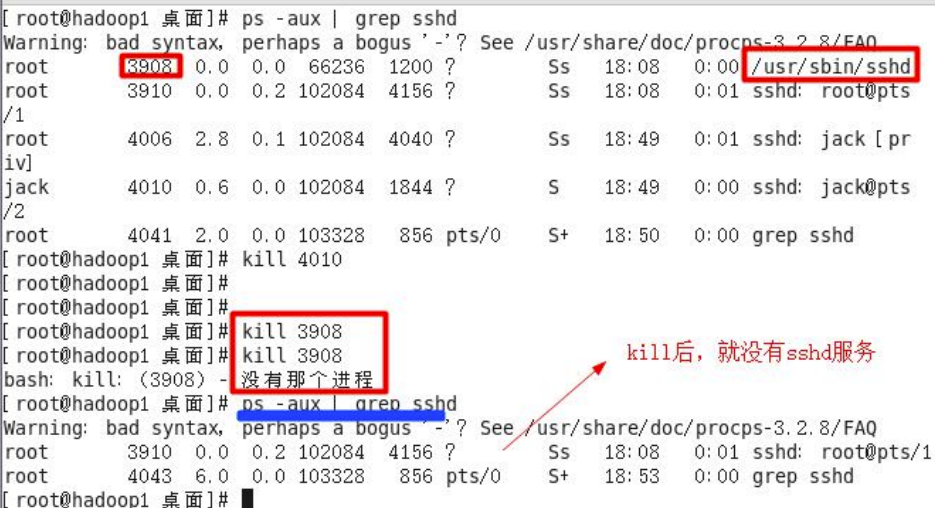 [root@hadoop1 桌面]# ps -aux | grep sshd
Warning: bad syntax, perhaps a bogus '-'? See /usr/share/doc/procps-3.2.8/FAQ
root 3908 0.0 0.0 66236 1200 ? Ss 18:08 0:00 /usr/sbin/sshd
root 3910 0.0 0.2 102084 4156 ? Ss 18:08 0:01 sshd: root@pts
/1
root 4006 2.8 0.1 102084 4040 ? Ss 18:49 0:01 sshd: jack [pr
iv]
jack 4010 0.6 0.0 102084 1844 ? S 18:49 0:00 sshd: jack@pts
/2
root 4041 2.0 0.0 103328 856 pts/0 S+ 18:50 0:00 grep sshd
[root@hadoop1 桌面]# kill 4010
[root@hadoop1 桌面]#
[root@hadoop1 桌面]#
[root@hadoop1 桌面]# kill 3908
[root@hadoop1 桌面]# kill 3908
kill后，就没有sshd服务
bash: kill: (3908) - 没有那个进程
[root@hadoop1 桌面]# ps -aux | grep sshd
Warning: bad syntax, perhaps a bogus '-'? See /usr/share/doc/procps-3.2.8/FAQ
root 3910 0.0 0.2 102084 4156 ? Ss 18:08 0:01 sshd: root@pts/1
root 4043 6.0 0.0 103328 856 pts/0 S+ 18:53 0:00 grep sshd
[root@hadoop1 桌面]#